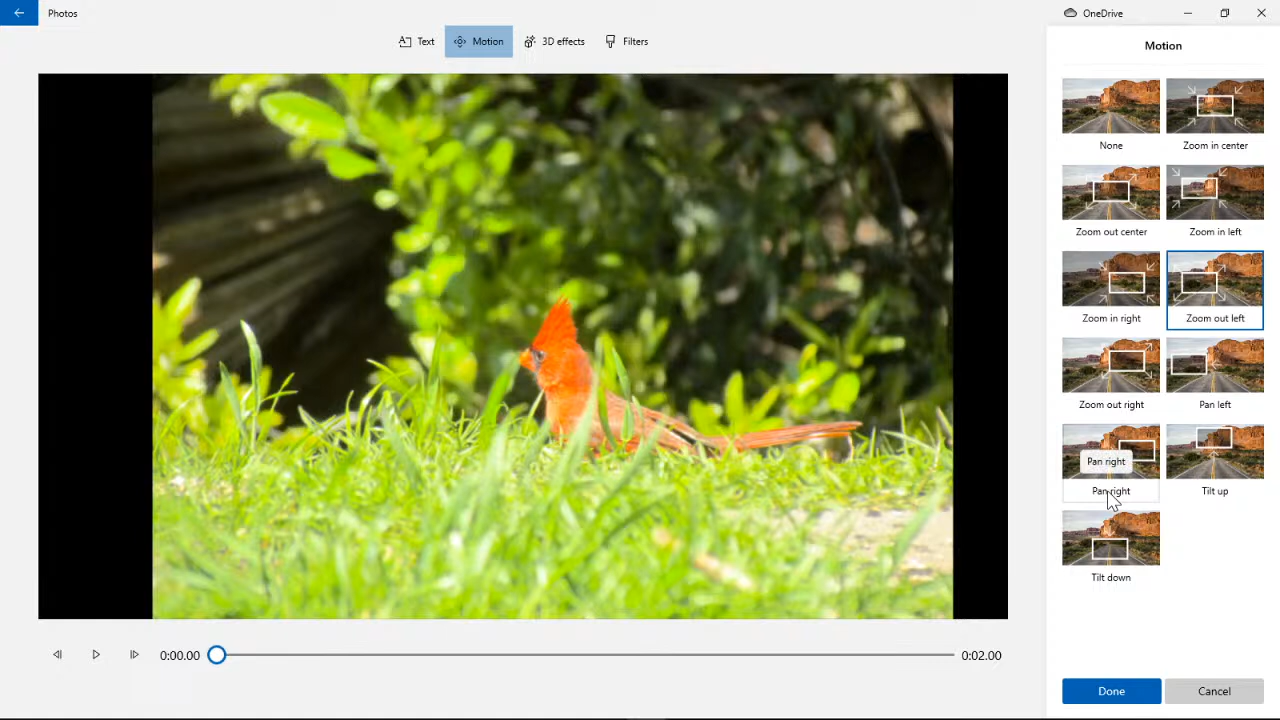 Photos
OneDrive
Text
Motion
3D effects
Filters
Motion
None
Zoom in center
Zoom out center
Zoom in left
Zoom in right
Zoom out left
Zoom out right
Pan left
Pan right
Pan right
Tilt up
Tilt down
0:00.00
0:02.00
Done
Cancel